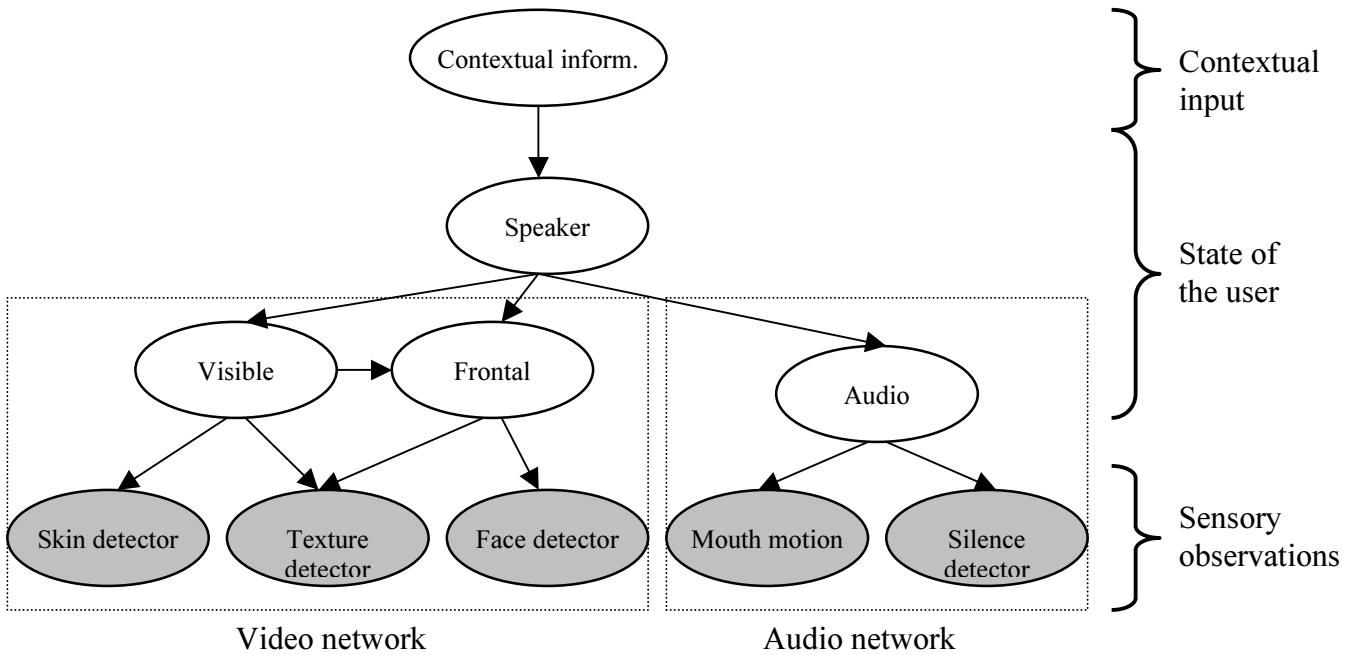 Contextual inform.
Contextual
input
Speaker
State of
the user
Visible
Frontal
Audio
Skin detector
Texture
detector
Face detector
Mouth motion
Silence
detector
Sensory
observations
Video network
Audio network